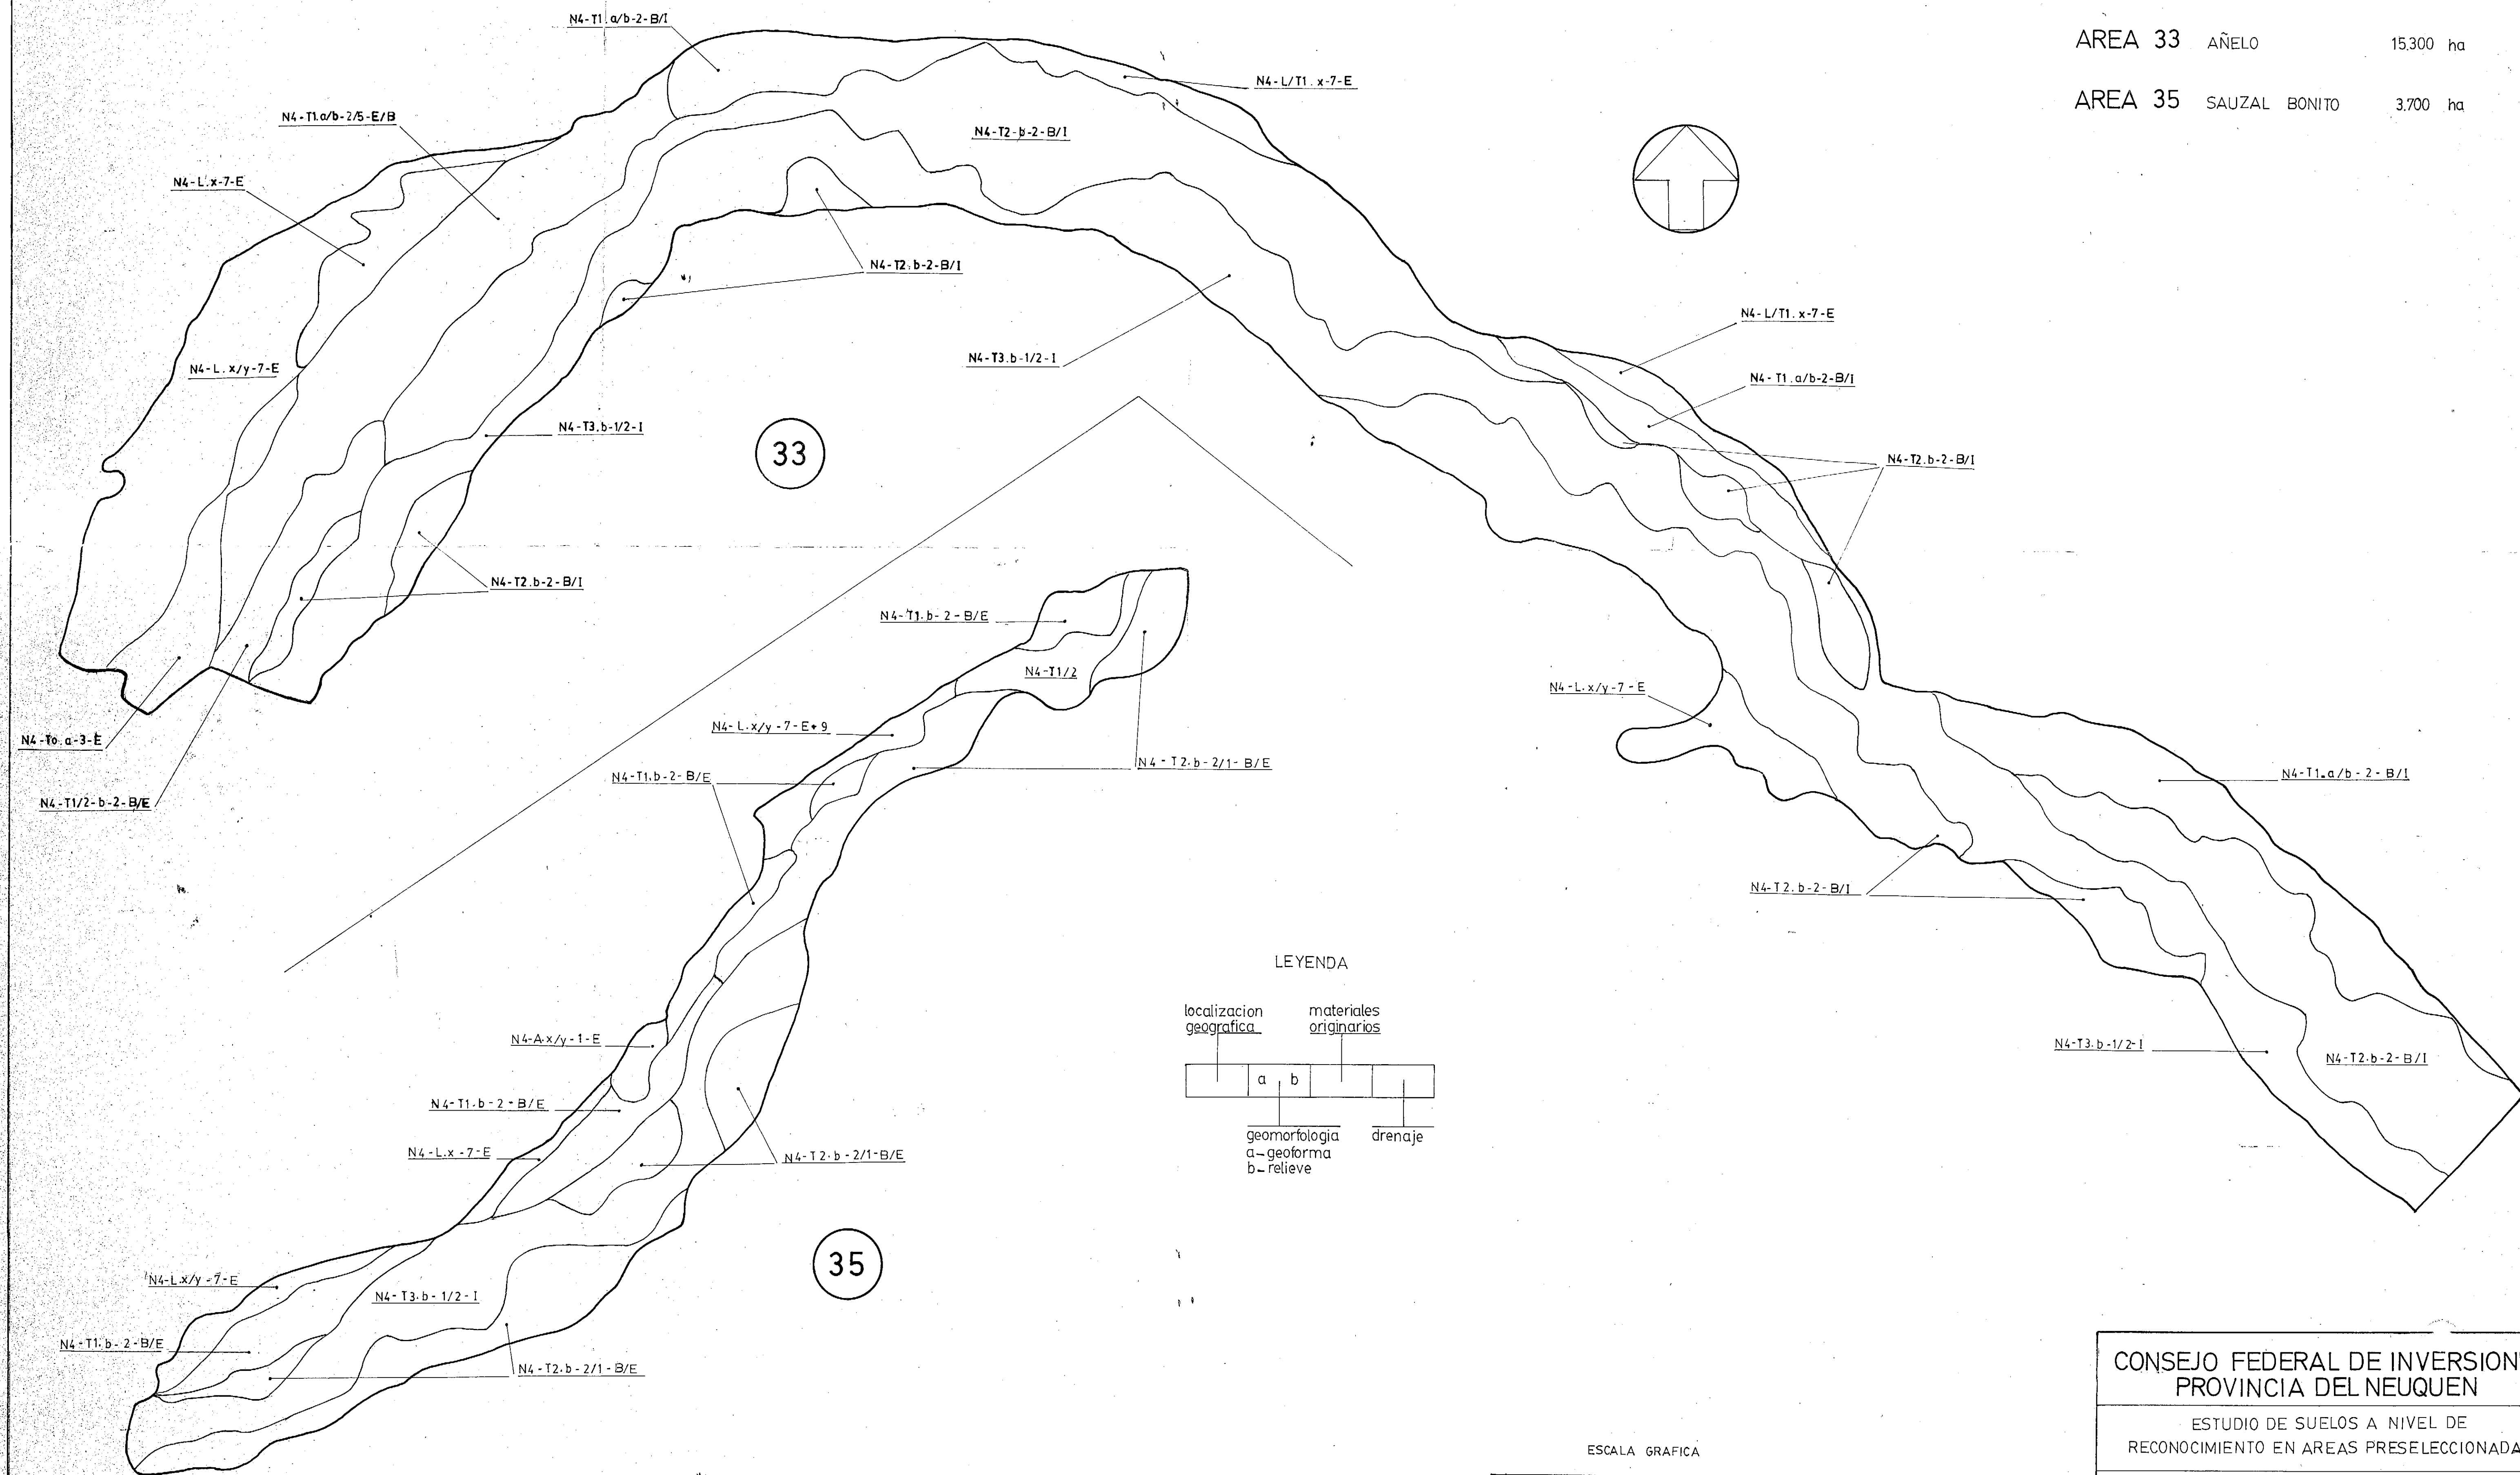 AREA 33 AÑELO 15.300 ha
AREA 35 SAUZAL BONITO 3.700 ha
N4-T1.a/b-2-B/I
N4-L/T1.x-7-E
N4-T1.a/b-2/5-E/B
N4-T2-b-2-B/I
N4-L.x-7-E
N4-T2.b-2-B/I
N4-L/T1.x-7-E
N4-T3.b-1/2-I
N4-L.x/y-7-E
N4-T1.a/b-2-B/I
N4-T3.b-1/2-I
33
N4-T2.b-2-B/I
N4-T2.b-2-B/I
N4-T1.b-2-B/E
N4-T1/2
N4-L.x/y-7-E
N4-To.a-3-E
N4-L.x/y-7-E+9
N4-T2.b-2/1-B/E
N4-T1.a/b-2-B/I
N4-T1.b-2-B/E
N4-T1/2-b-2-B/E
N4-T2.b-2-B/I
LEYENDA
localizacion geografica
materiales originarios
a b
geomorfologia
a-geoforma
b-relieve
drenaje
N4-A.x/y-1-E
N4-T3.b-1/2-I
N4-T2.b-2-B/I
N4-T1.b-2-B/E
N4-L.x-7-E
N4-T2.b-2/1-B/E
35
N4-L.x/y-7-E
N4-T3.b-1/2-I
N4-T1.b-2-B/E
N4-T2.b-2/1-B/E
CONSEJO FEDERAL DE INVERSION
PROVINCIA DEL NEUQUEN
ESTUDIO DE SUELOS A NIVEL DE
RECONOCIMIENTO EN AREAS PRESELECCIONADA
ESCALA GRAFICA